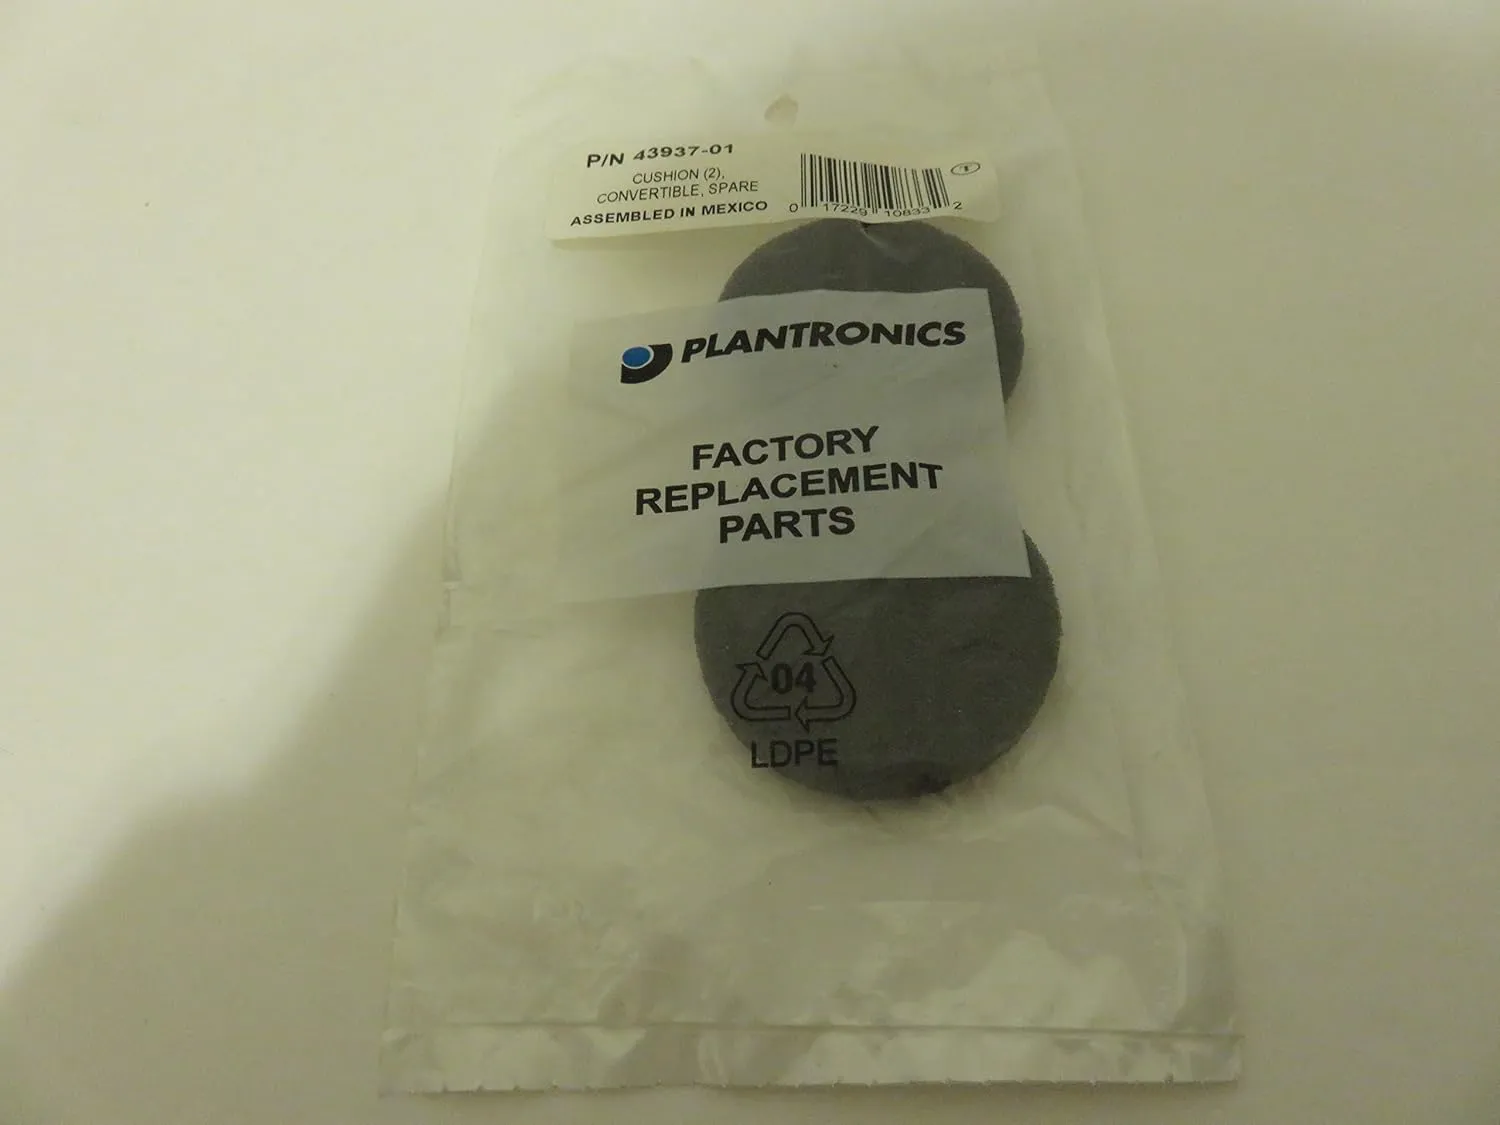 P/N 43937-01
CUSHION (2),
CONVERTIBLE, SPARE
ASSEMBLED IN MEXICO
0 17229 10833 2
PLANTRONICS
FACTORY
REPLACEMENT
PARTS
04
LDPE